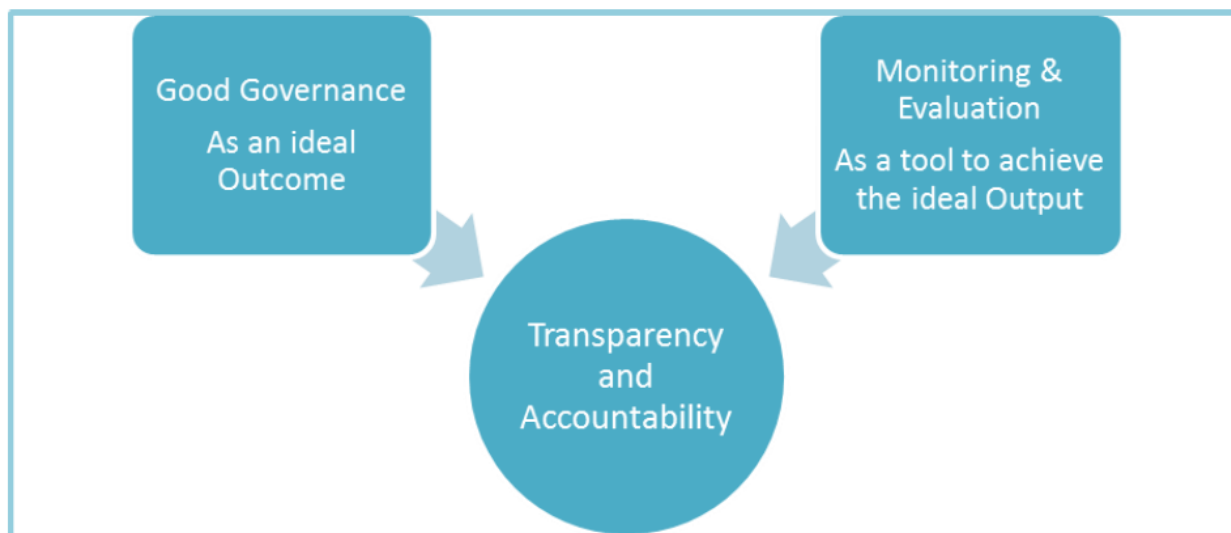 Good Governance
As an ideal
Outcome
Monitoring &
Evaluation
As a tool to achieve
the ideal Output
Transparency
and
Accountability